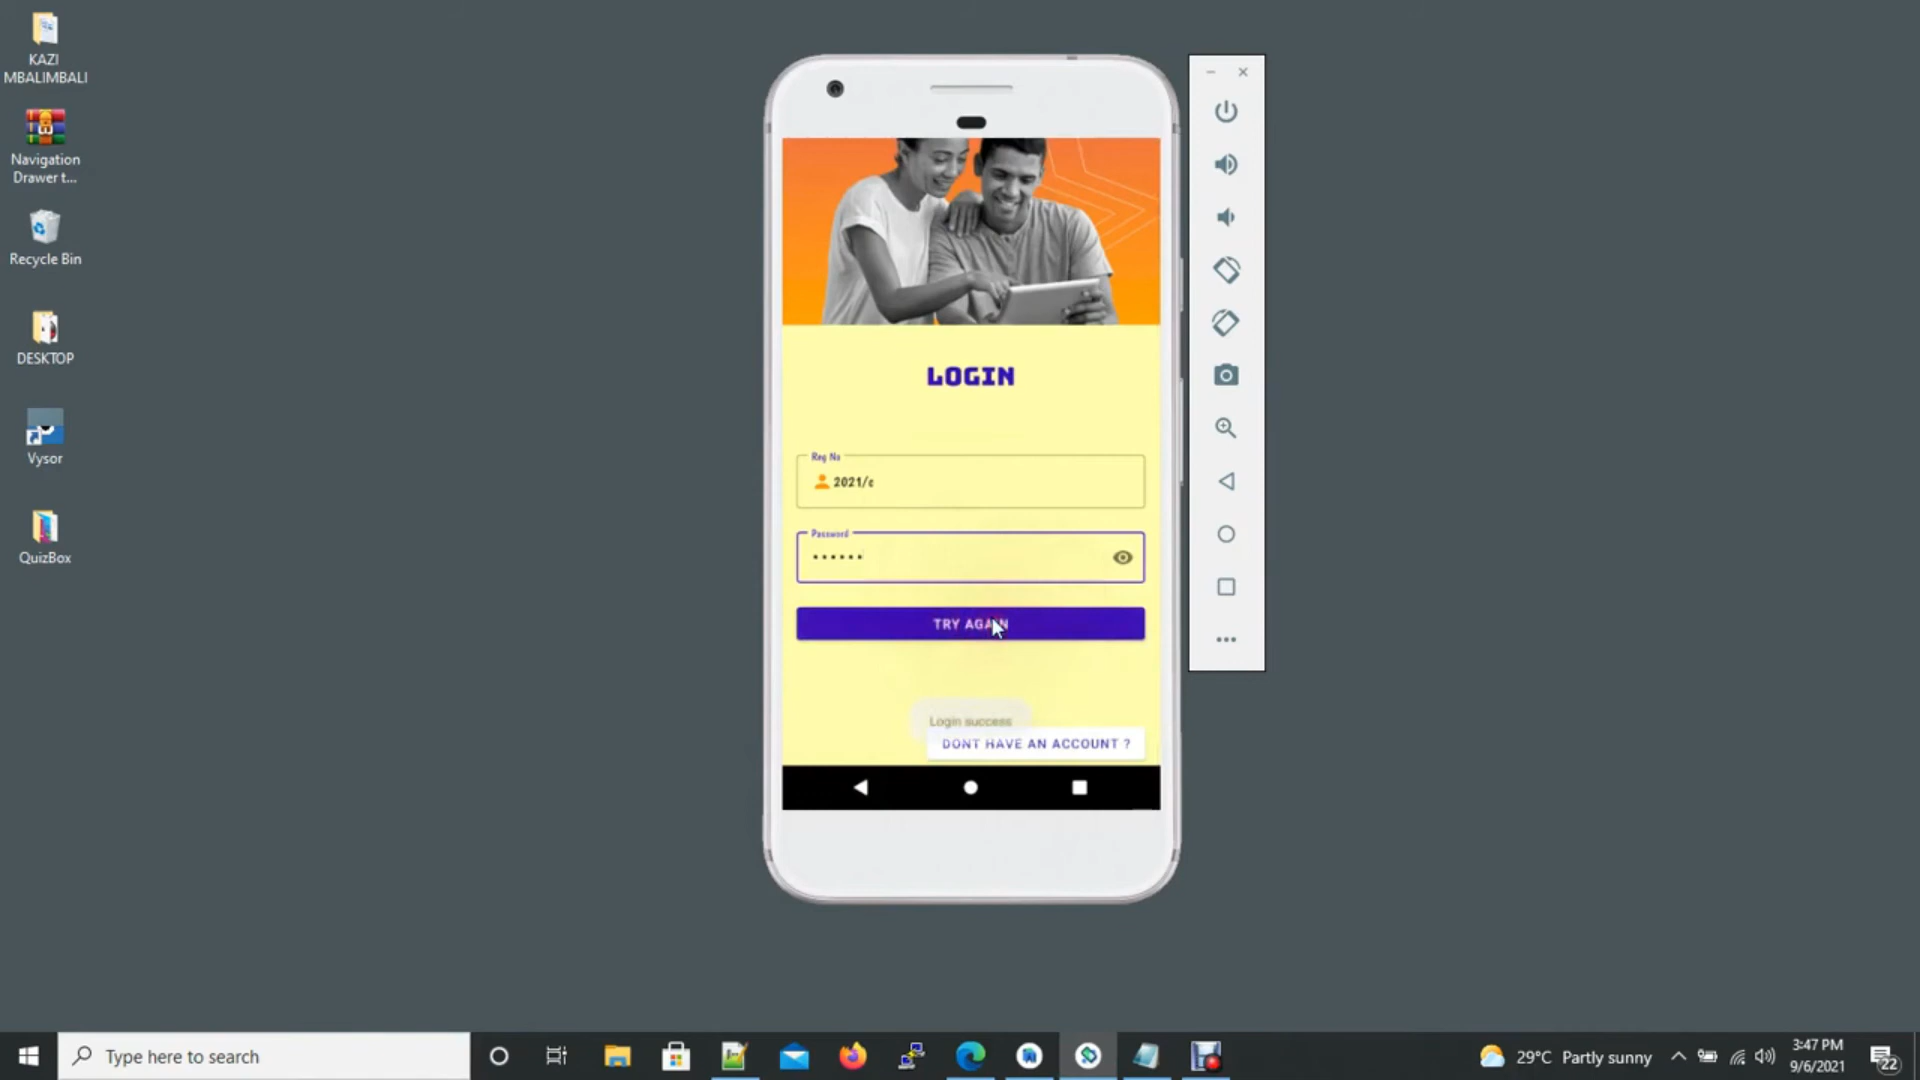 KAZI
MBALIMBALI
Navigation
Drawer t...
Recycle Bin
DESKTOP
Vysor
QuizBox
LOGIN
Reg No
2021/c
Password
••••••
TRY AGAIN
Login success
DONT HAVE AN ACCOUNT ?
Type here to search
29°C Partly sunny
3:47 PM
9/6/2021
22